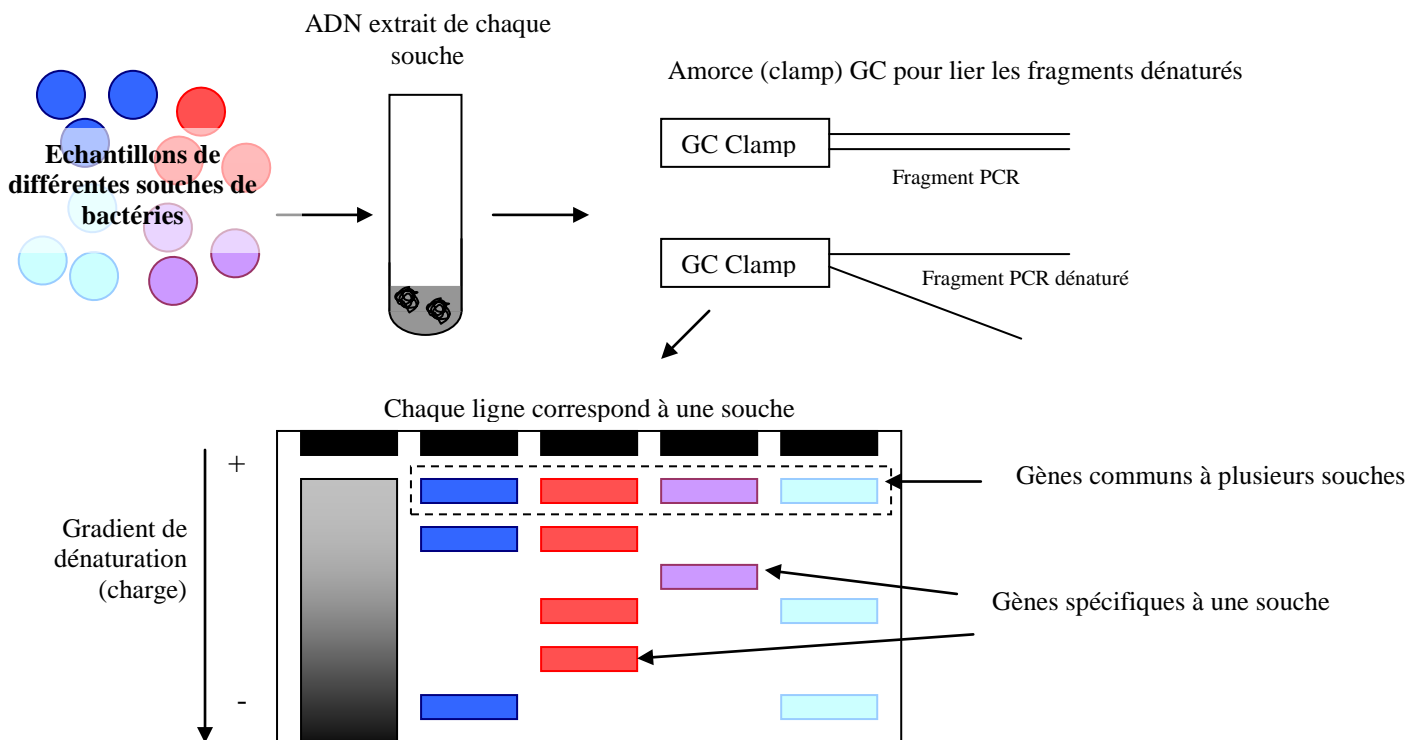 ADN extrait de chaque
souche
Amorce (clamp) GC pour lier les fragments dénaturés
Echantillons de
différentes souches de
bactéries
GC Clamp
Fragment PCR
GC Clamp
Fragment PCR dénaturé
Chaque ligne correspond à une souche
+
Gènes communs à plusieurs souches
Gradient de
dénaturation
(charge)
Gènes spécifiques à une souche
-